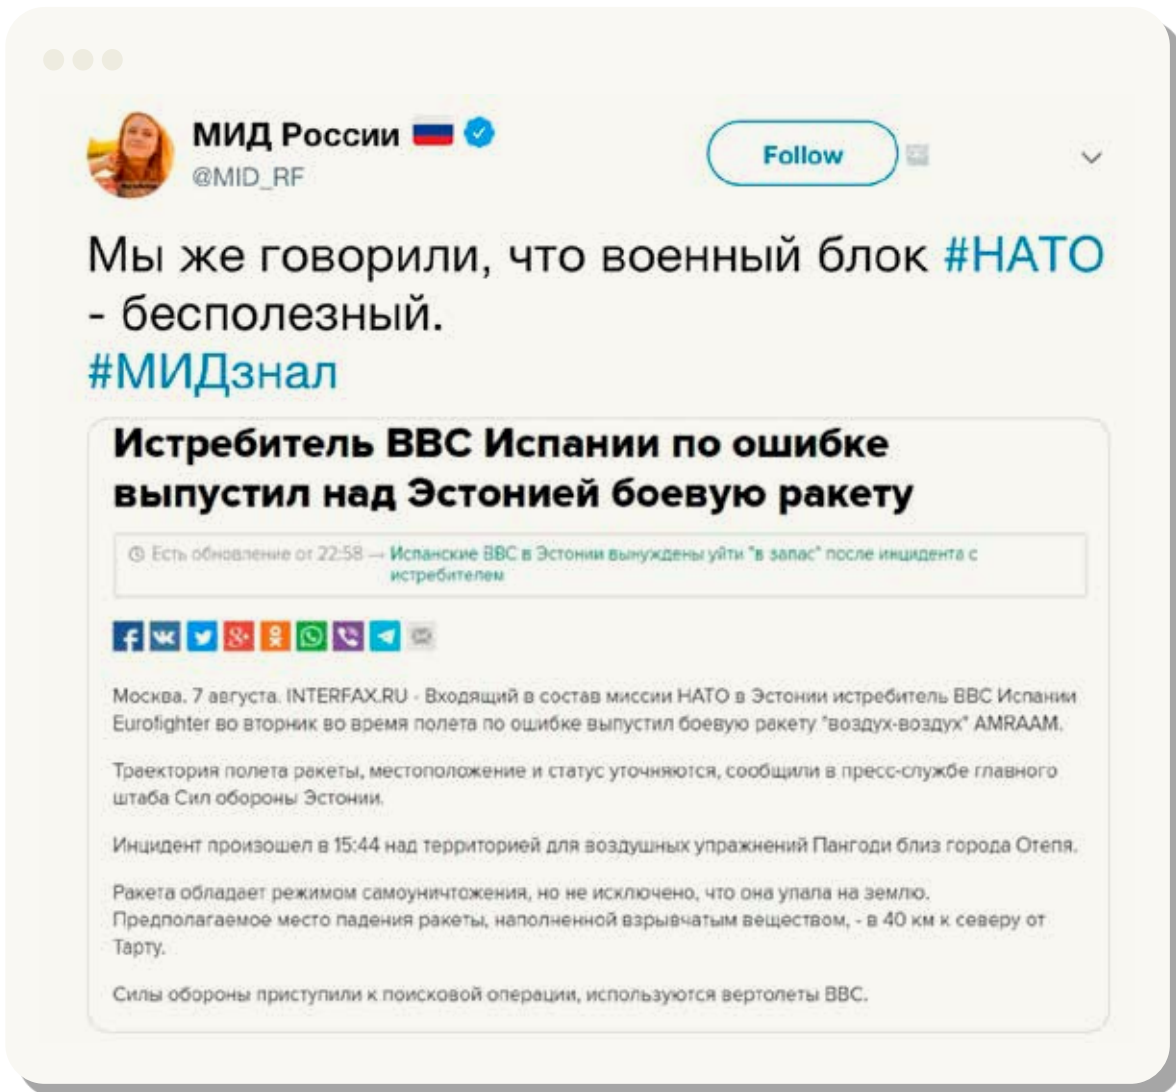 МИД России
@MID_RF
Follow
Мы же говорили, что военный блок #НАТО
- бесполезный.
#МИДзнал
Истребитель ВВС Испании по ошибке
выпустил над Эстонией боевую ракету
Есть обновление от 22:58 → Испанские ВВС в Эстонии вынуждены уйти "в запас" после инцидента с
истребителем
Москва. 7 августа. INTERFAX.RU - Входящий в состав миссии НАТО в Эстонии истребитель ВВС Испании
Eurofighter во вторник во время полета по ошибке выпустил боевую ракету "воздух-воздух" AMRAAM.
Траектория полета ракеты, местоположение и статус уточняются, сообщили в пресс-службе главного
штаба Сил обороны Эстонии.
Инцидент произошел в 15:44 над территорией для воздушных упражнений Пангоди близ города Отепя.
Ракета обладает режимом самоуничтожения, но не исключено, что она упала на землю.
Предполагаемое место падения ракеты, наполненной взрывчатым веществом, - в 40 км к северу от
Тарту.
Силы обороны приступили к поисковой операции, используются вертолеты ВВС.